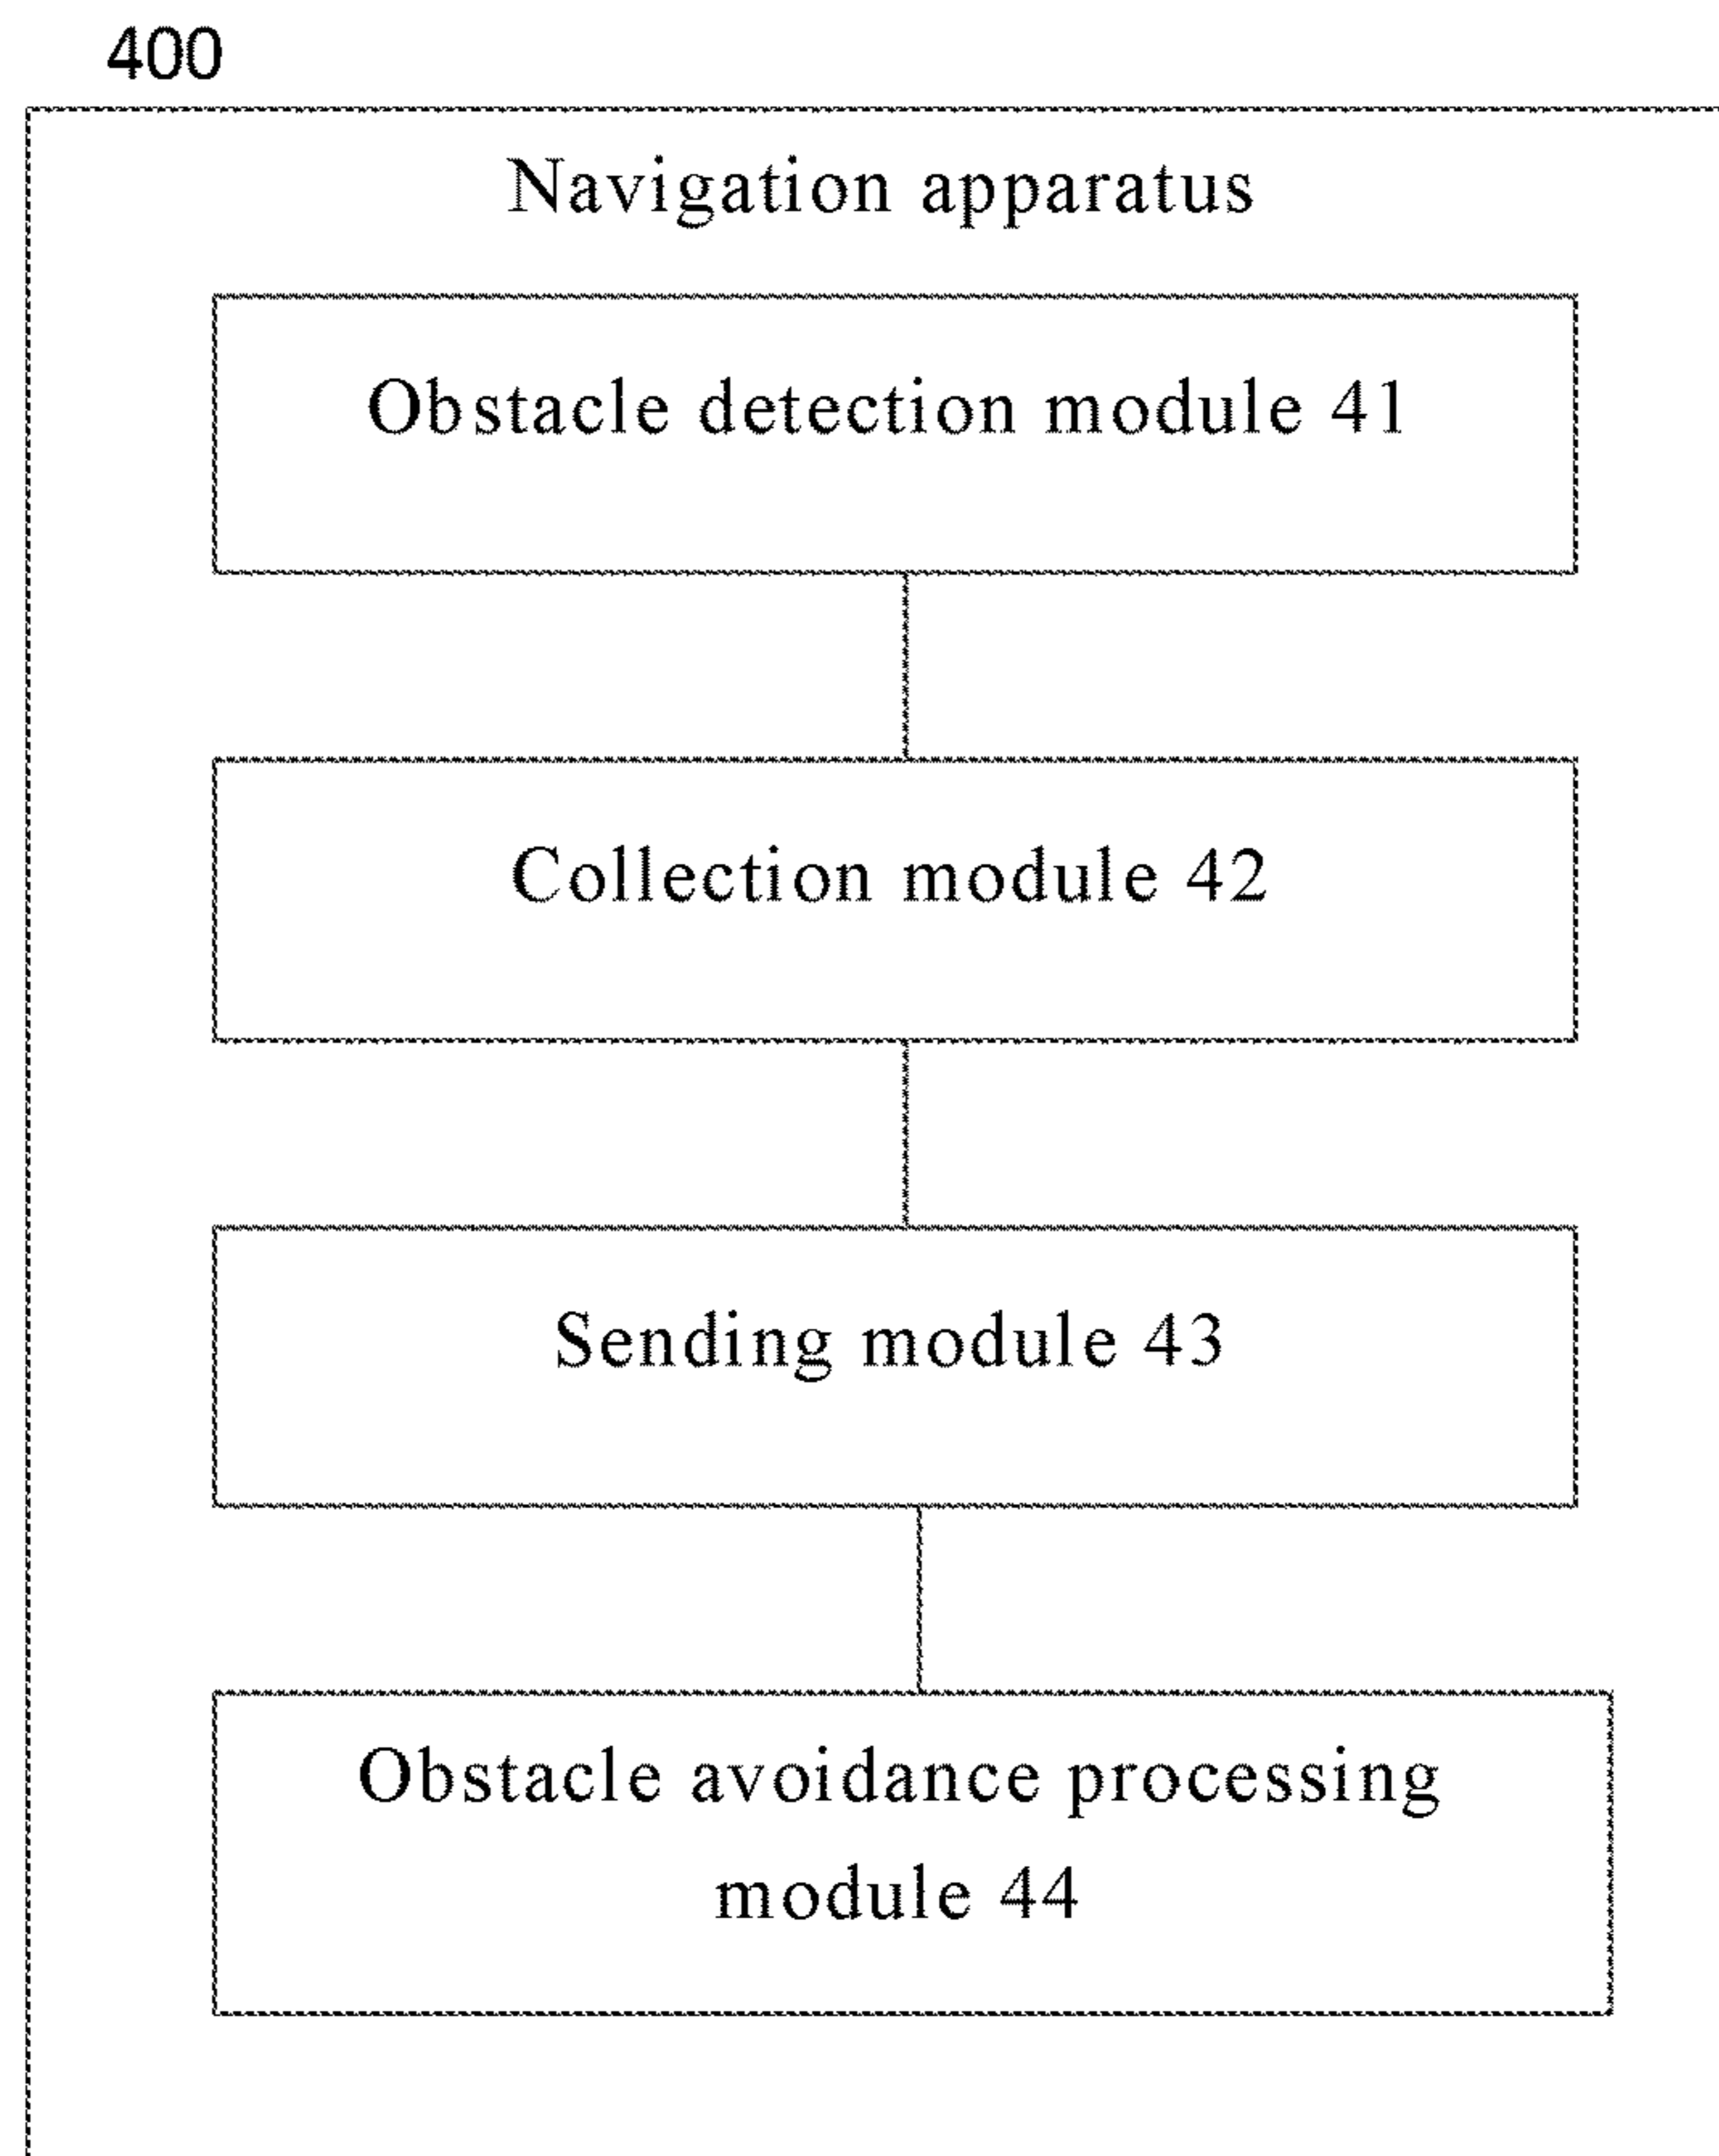 400
Navigation apparatus
Obstacle detection module 41
Collection module 42
Sending module 43
Obstacle avoidance processing
module 44